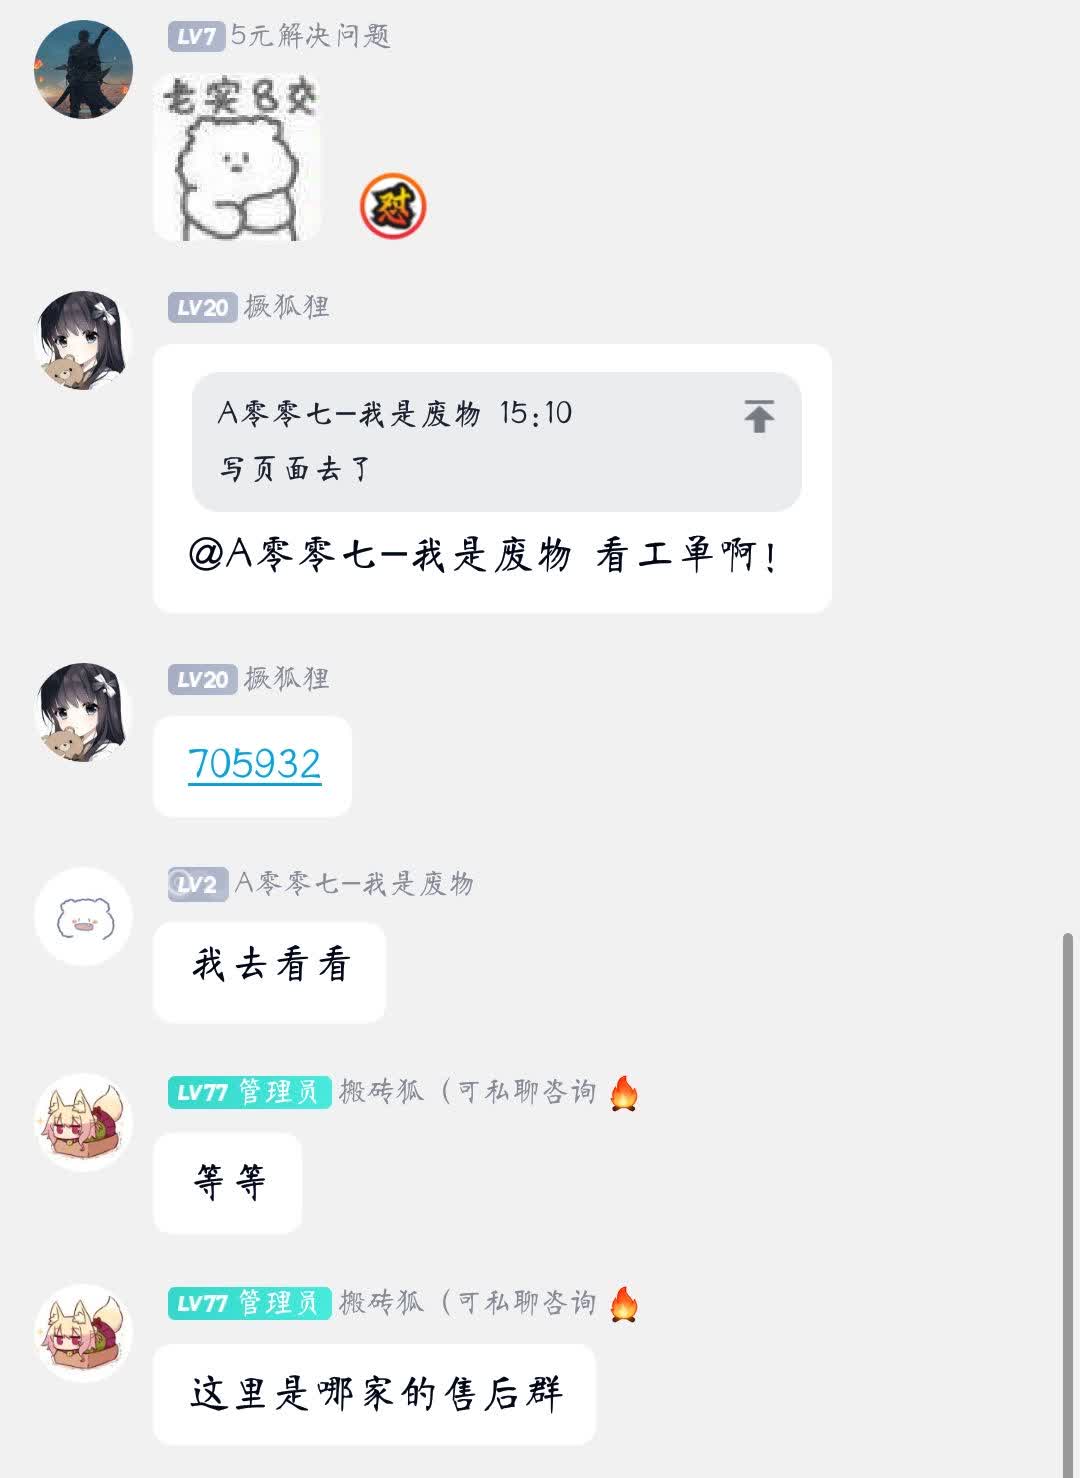 LV7 5元解决问题
老实B交
怼
LV20 撅狐狸
A零零七—我是废物 15:10
写页面去了
@A零零七—我是废物 看工单啊!
LV20 撅狐狸
705932
LV2 A零零七—我是废物
我去看看
LV77 管理员 搬砖狐（可私聊咨询
等等
LV77 管理员 搬砖狐（可私聊咨询
这里是哪家的售后群